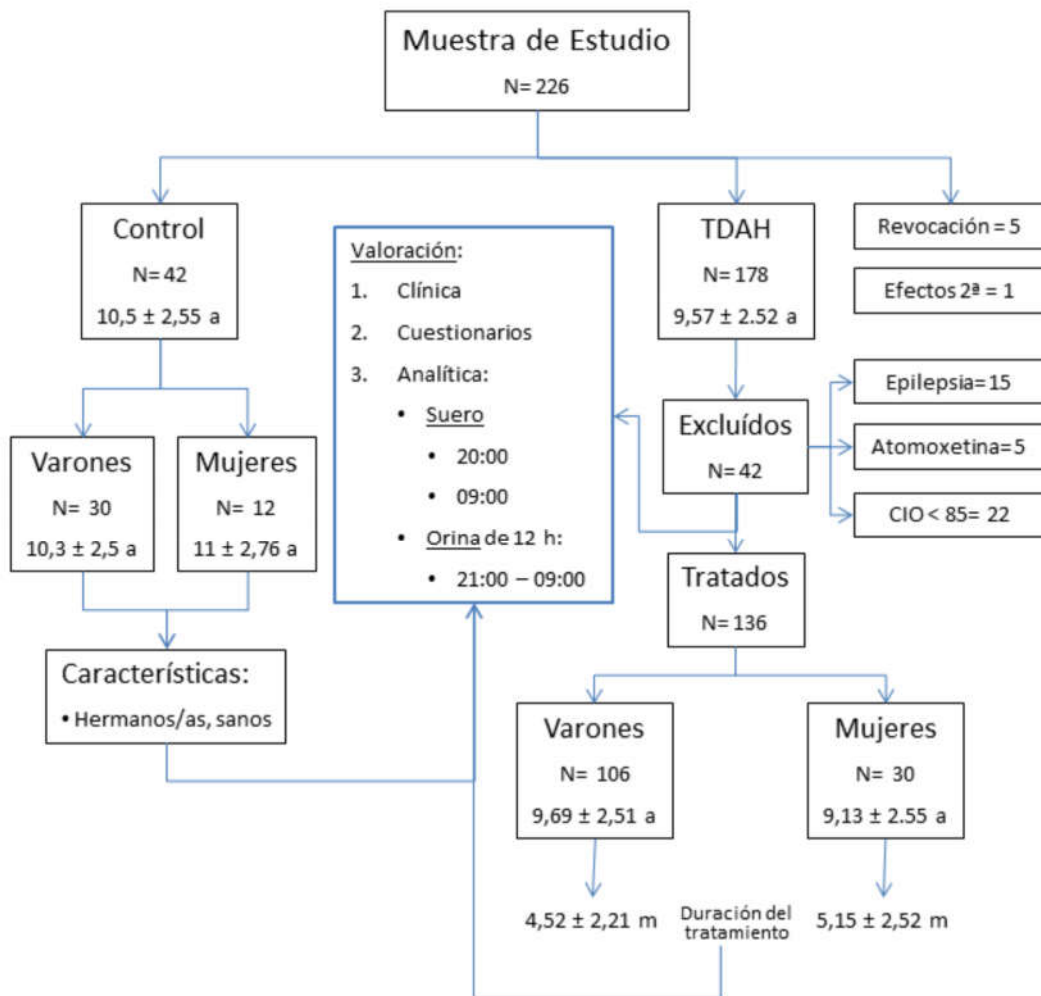 Muestra de Estudio
N= 226
Control
N= 42
10,5 ± 2,55 a
Valoración:
1. Clínica
2. Cuestionarios
3. Analítica:
• Suero
• 20:00
• 09:00
• Orina de 12 h:
• 21:00 – 09:00
TDAH
N= 178
9,57 ± 2.52 a
Revocación = 5
Efectos 2ª = 1
Excluídos
N= 42
Epilepsia= 15
Atomoxetina=5
CIO < 85= 22
Varones
N= 30
10,3 ± 2,5 a
Mujeres
N= 12
11 ± 2,76 a
Característícas:
• Hermanos/as, sanos
Tratados
N= 136
Varones
N= 106
9,69 ± 2,51 a
Mujeres
N= 30
9,13 ± 2.55 a
4,52 ± 2,21 m
Duración del
tratamiento
5,15 ± 2,52 m